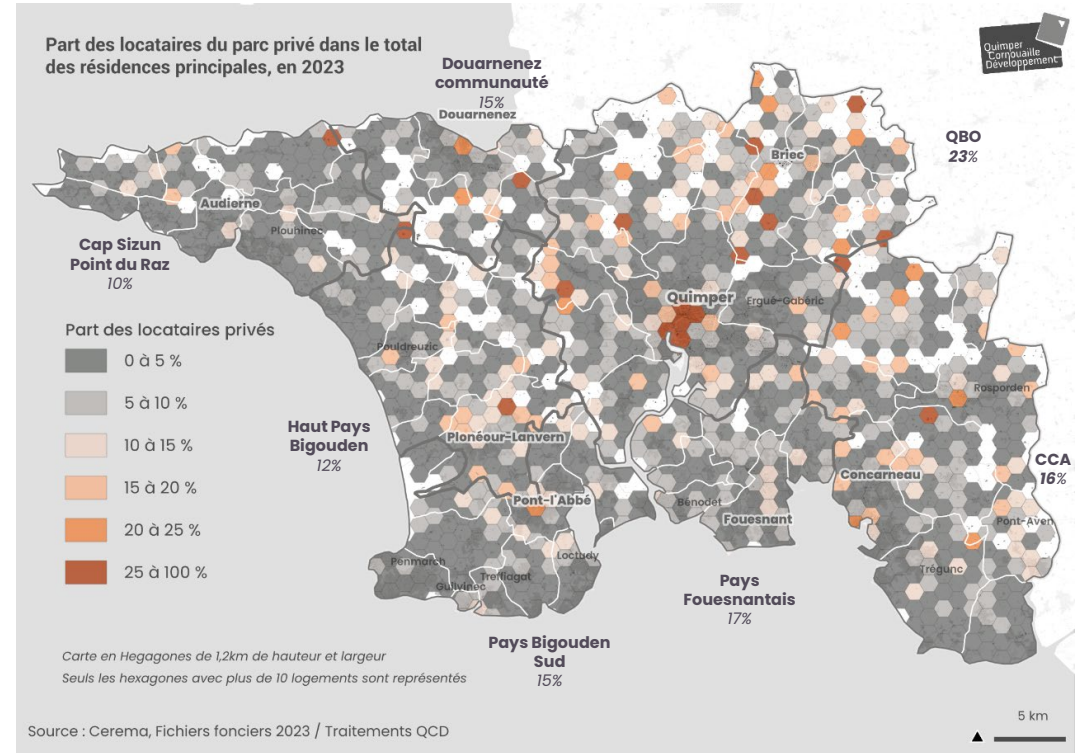 Part des locataires du parc privé dans le total
des résidences principales, en 2023
Quimper
Cornouaille
Développement
Douarnenez
communauté
15%
Douarnenez
QBO
23%
Briec
Audierne
Plouhinec
Cap Sizun
Point du Raz
10%
Quimper
Ergué-Gabéric
Part des locataires privés
0 à 5 %
5 à 10 %
10 à 15 %
15 à 20 %
20 à 25 %
25 à 100 %
Pouldreuzic
Rosporden
Haut Pays
Bigouden
12%
Plonéour-Lanvern
CCA
16%
Concarneau
Pont-l'Abbé
Bénodet
Fouesnant
Pont-Aven
Loctudy
Penmarch
Treffiagat
Guilvinec
Trégunc
Pays
Fouesnantais
17%
Pays Bigouden
Sud
15%
Carte en Hegagones de 1,2km de hauteur et largeur
Seuls les hexagones avec plus de 10 logements sont représentés
Source : Cerema, Fichiers fonciers 2023 / Traitements QCD
5 km